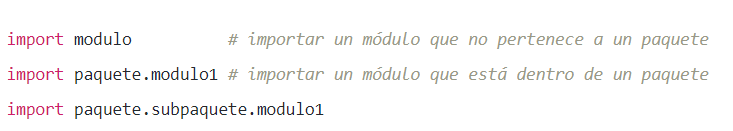 import modulo # importar un módulo que no pertenece a un paquete
import paquete.modulo1 # importar un módulo que está dentro de un paquete
import paquete.subpaquete.modulo1